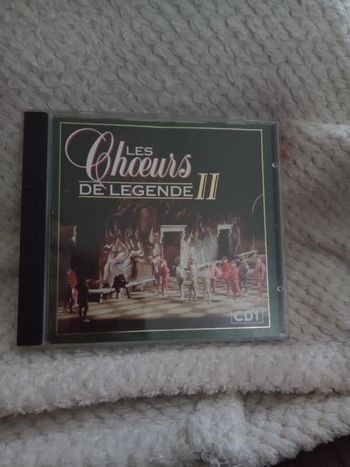 LES
Chœurs
DE LEGENDE II
CD1